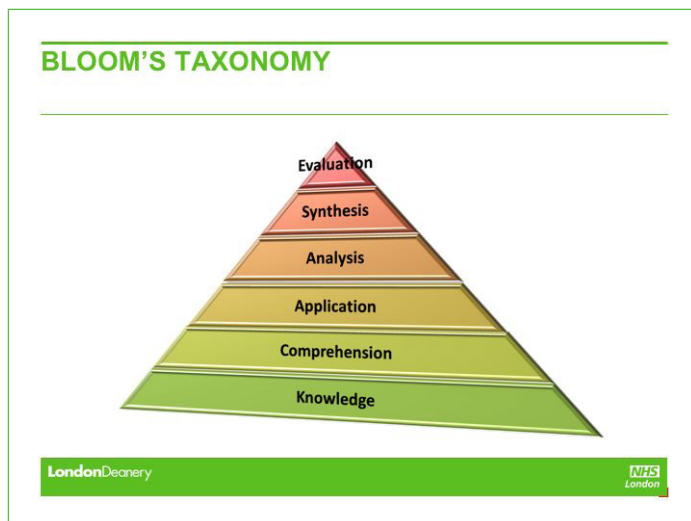 BLOOM'S TAXONOMY
Evaluation
Synthesis
Analysis
Application
Comprehension
Knowledge
LondonDeanery
NHS
London